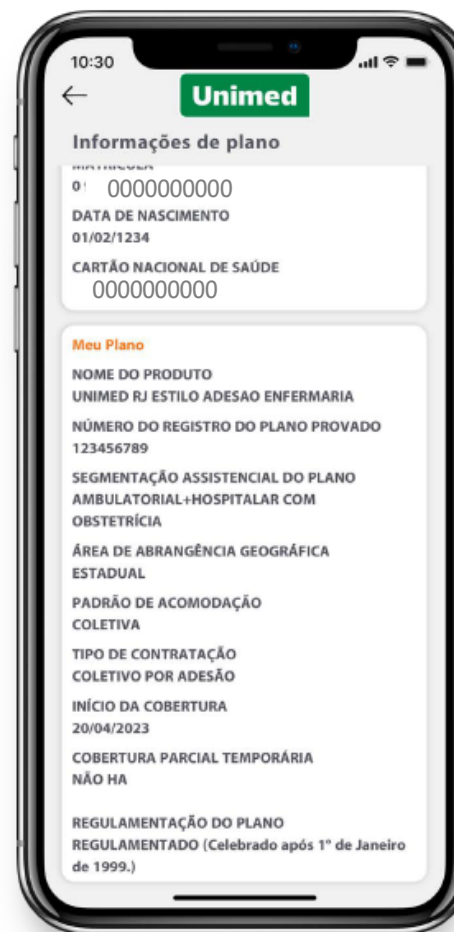 10:30
Unimed
Informações de plano
MATRÍCULA
0000000000
DATA DE NASCIMENTO
01/02/1234
CARTÃO NACIONAL DE SAÚDE
0000000000
Meu Plano
NOME DO PRODUTO
UNIMED RJ ESTILO ADESAO ENFERMARIA
NÚMERO DO REGISTRO DO PLANO PROVADO
123456789
SEGMENTAÇÃO ASSISTENCIAL DO PLANO
AMBULATORIAL+HOSPITALAR COM
OBSTETRÍCIA
ÁREA DE ABRANGÊNCIA GEOGRÁFICA
ESTADUAL
PADRÃO DE ACOMODAÇÃO
COLETIVA
TIPO DE CONTRATAÇÃO
COLETIVO POR ADESÃO
INÍCIO DA COBERTURA
20/04/2023
COBERTURA PARCIAL TEMPORÁRIA
NÃO HA
REGULAMENTAÇÃO DO PLANO
REGULAMENTADO (Celebrado após 1º de Janeiro
de 1999.)